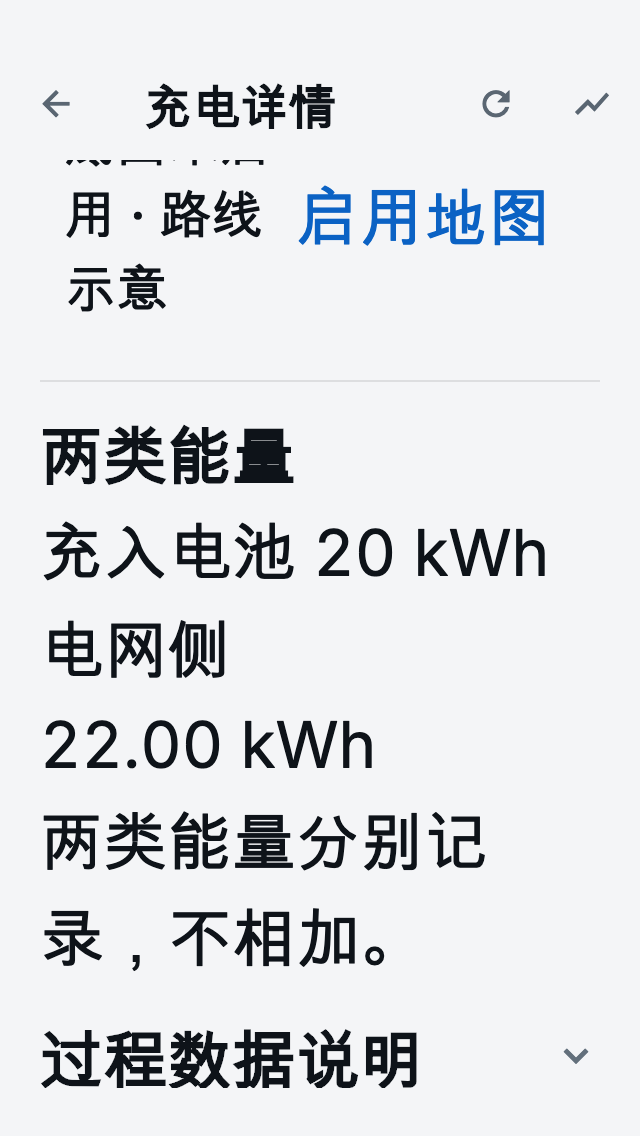 充电详情
用 · 路线
启用地图
示意
两类能量
充入电池 20 kWh
电网侧
22.00 kWh
两类能量分别记
录，不相加。
过程数据说明